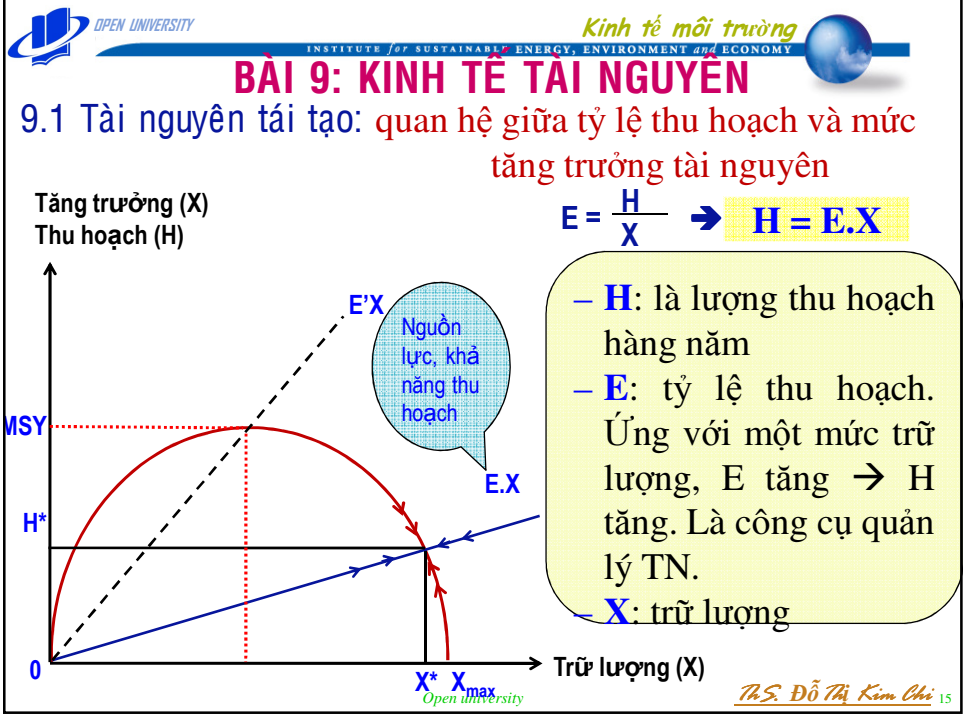 OPEN UNIVERSITY
Kinh tế môi trường
INSTITUTE for SUSTAINABLE ENERGY, ENVIRONMENT and ECONOMY
BÀI 9: KINH TẾ TÀI NGUYÊN
9.1 Tài nguyên tái tạo: quan hệ giữa tỷ lệ thu hoạch và mức
tăng trưởng tài nguyên
Tăng trưởng (X)
Thu hoạch (H)
E = H / X ➔ H = E.X
E’X
Nguồn
lực, khả
năng thu
hoạch
MSY
E.X
H*
0
X* Xmax
Trữ lượng (X)
– H: là lượng thu hoạch
hàng năm
– E: tỷ lệ thu hoạch.
Ứng với một mức trữ
lượng, E tăng → H
tăng. Là công cụ quản
lý TN.
– X: trữ lượng
Open university
ThS. Đỗ Thị Kim Chi 15